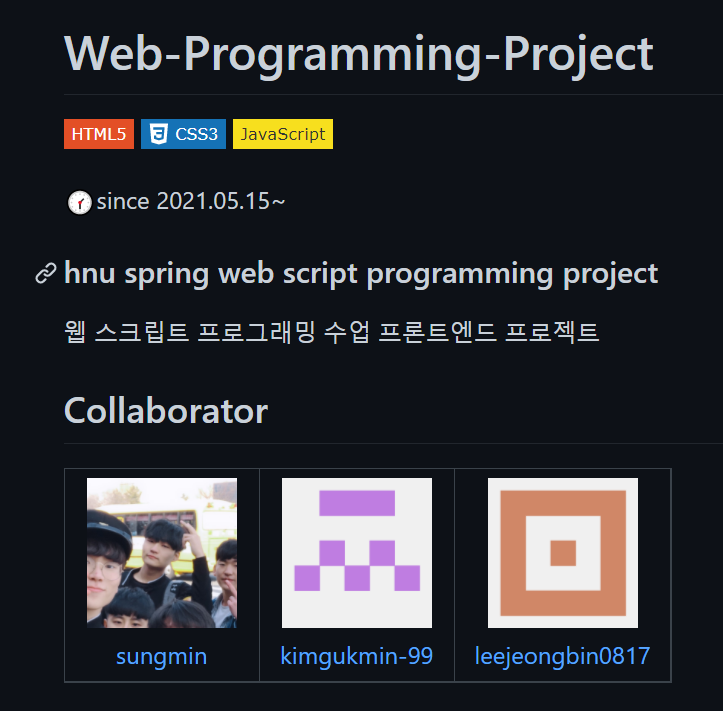 Web-Programming-Project
HTML5 CSS3 JavaScript
since 2021.05.15~
hnu spring web script programming project
웹 스크립트 프로그래밍 수업 프론트엔드 프로젝트
Collaborator
sungmin kimgukmin-99 leejeongbin0817